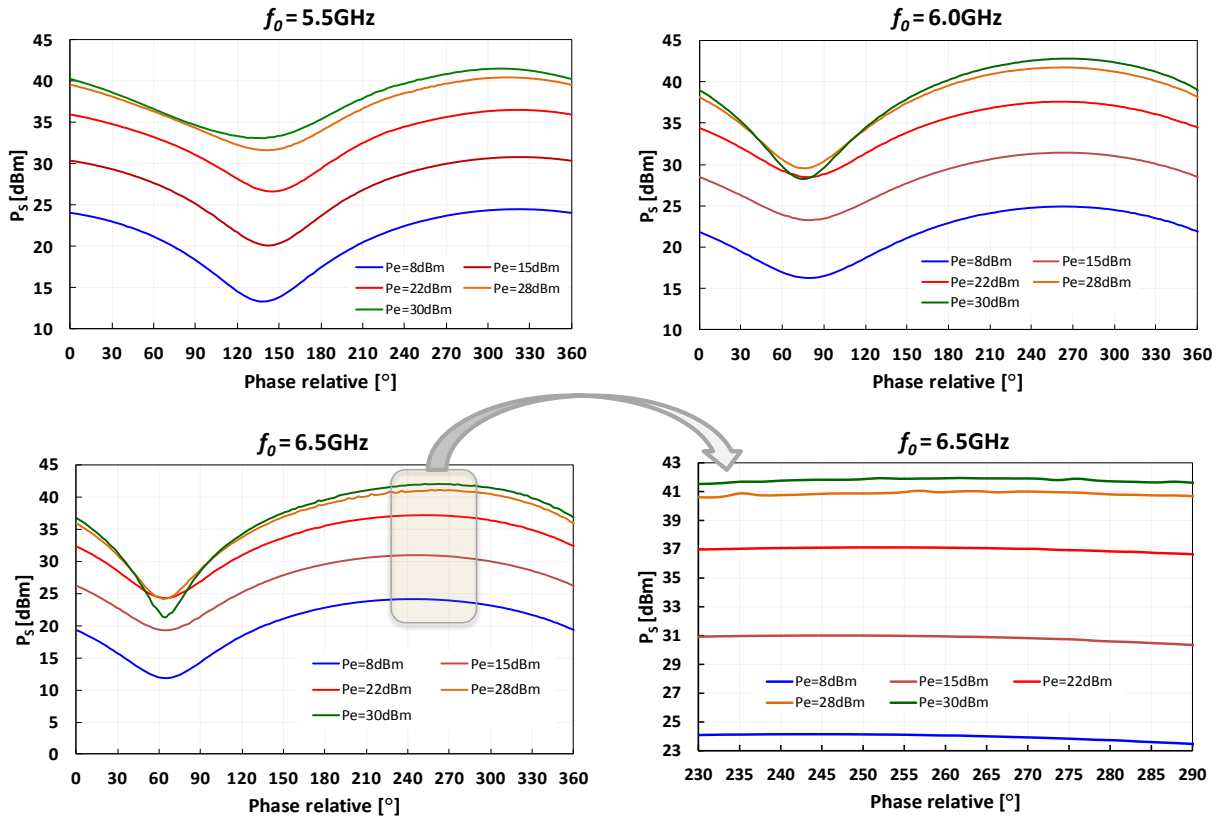 f0 = 5.5GHz
PS [dBm]
45
40
35
30
25
20
15
10
Pe=8dBm Pe=15dBm
Pe=22dBm Pe=28dBm
Pe=30dBm
0 30 60 90 120 150 180 210 240 270 300 330 360
Phase relative [°]
f0 = 6.0GHz
PS [dBm]
45
40
35
30
25
20
15
10
Pe=8dBm Pe=15dBm
Pe=22dBm Pe=28dBm
Pe=30dBm
0 30 60 90 120 150 180 210 240 270 300 330 360
Phase relative [°]
f0 = 6.5GHz
PS [dBm]
45
40
35
30
25
20
15
10
5
0
Pe=8dBm Pe=15dBm
Pe=22dBm Pe=28dBm
Pe=30dBm
0 30 60 90 120 150 180 210 240 270 300 330 360
Phase relative [°]
f0 = 6.5GHz
PS [dBm]
43
41
39
37
35
33
31
29
27
25
23
Pe=8dBm Pe=15dBm Pe=22dBm
Pe=28dBm Pe=30dBm
230 235 240 245 250 255 260 265 270 275 280 285 290
Phase relative [°]